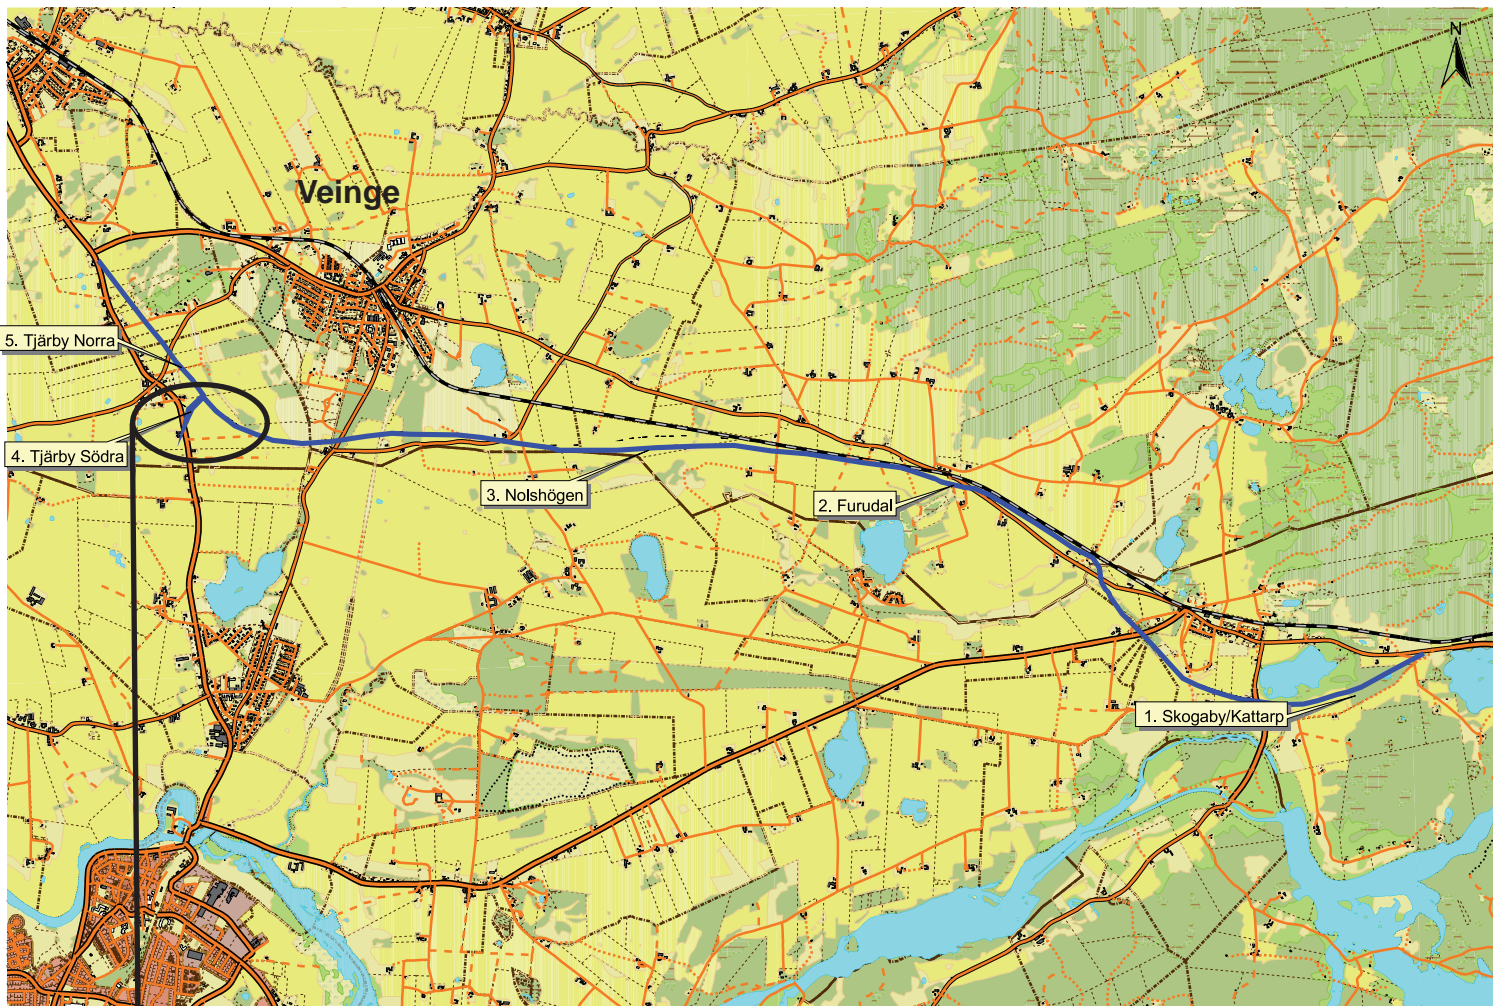 N
Veinge
5. Tjärby Norra
4. Tjärby Södra
3. Nolshögen
2. Furudal
1. Skogaby/Kattarp